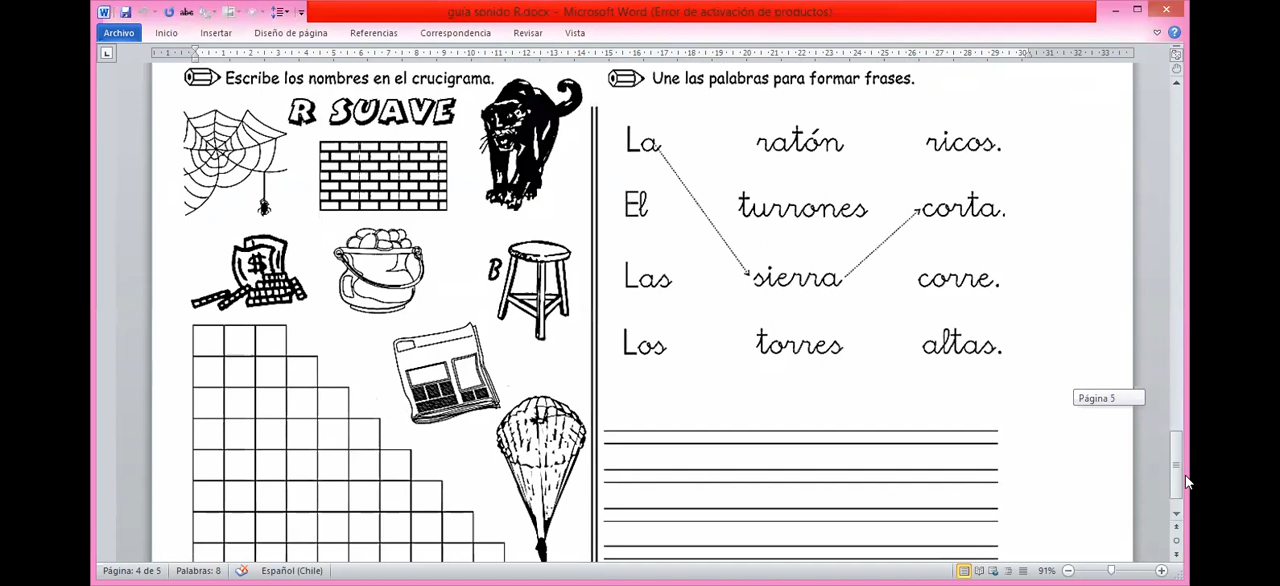 guía sonido R.docx - Microsoft Word (Error de activación de productos)
Archivo Inicio Insertar Diseño de página Referencias Correspondencia Revisar Vista
Escribe los nombres en el crucigrama.
R SUAVE
$
B
Une las palabras para formar frases.
La ratón ricos.
El turrones corta.
Las sierra corre.
Los torres altas.
Página 5
Página: 4 de 5 Palabras: 8 Español (Chile) 91%